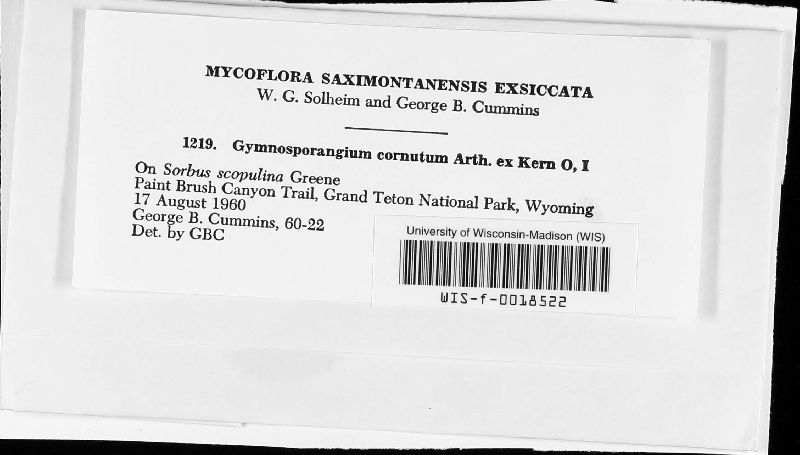 MYCOFLORA SAXIMONTANENSIS EXSICCATA
W. G. Solheim and George B. Cummins
1219. Gymnosporangium cornutum Arth. ex Kern O, I
On Sorbus scopulina Greene
Paint Brush Canyon Trail, Grand Teton National Park, Wyoming
17 August 1960
George B. Cummins, 60-22
Det. by GBC
University of Wisconsin-Madison (WIS)
WIS-f-0018522